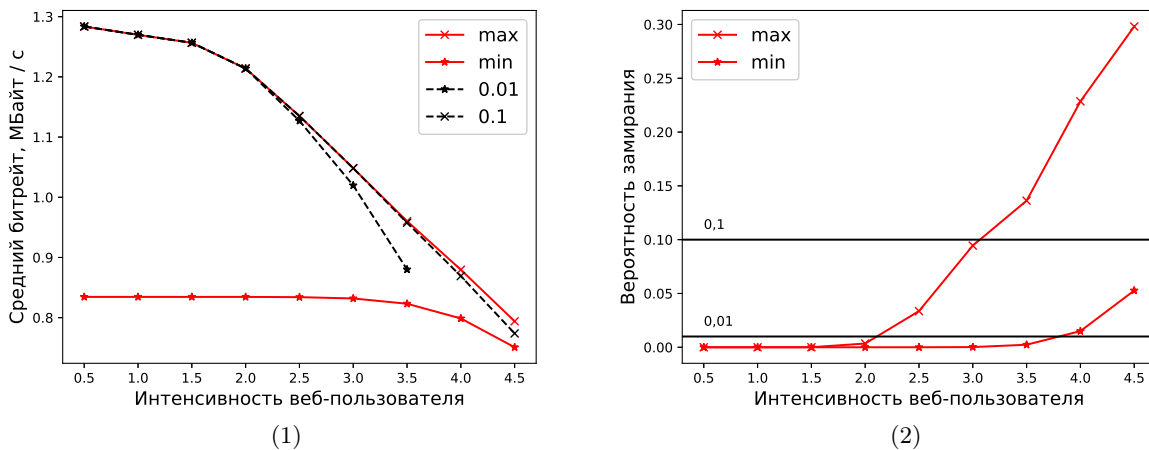 1.3
1.2
1.1
1.0
0.9
0.8
Средний битрейт, МБайт / с
max
min
0.01
0.1
0.5 1.0 1.5 2.0 2.5 3.0 3.5 4.0 4.5
Интенсивность веб-пользователя
(1)
0.30
0.25
0.20
0.15
0.10
0.05
0.00
Вероятность замирания
max
min
0,1
0,01
0.5 1.0 1.5 2.0 2.5 3.0 3.5 4.0 4.5
Интенсивность веб-пользователя
(2)